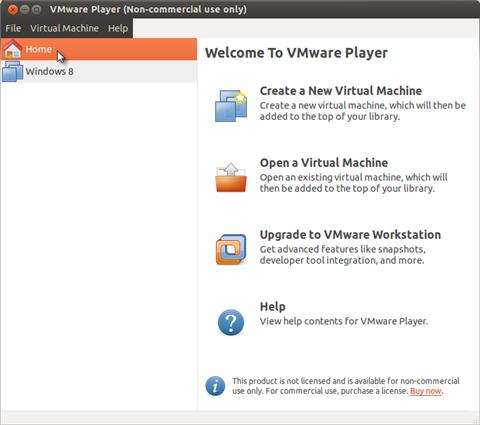 VMware Player (Non-commercial use only)
File Virtual Machine Help
Home
Windows 8
Welcome To VMware Player
Create a New Virtual Machine
Create a new virtual machine, which will then be
added to the top of your library.
Open a Virtual Machine
Open an existing virtual machine, which will
then be added to the top of your library.
Upgrade to VMware Workstation
Get advanced features like snapshots,
developer tool integration, and more.
Help
View help contents for VMware Player.
This product is not licensed and is available for non-commercial
use only. For commercial use, purchase a license. Buy now.